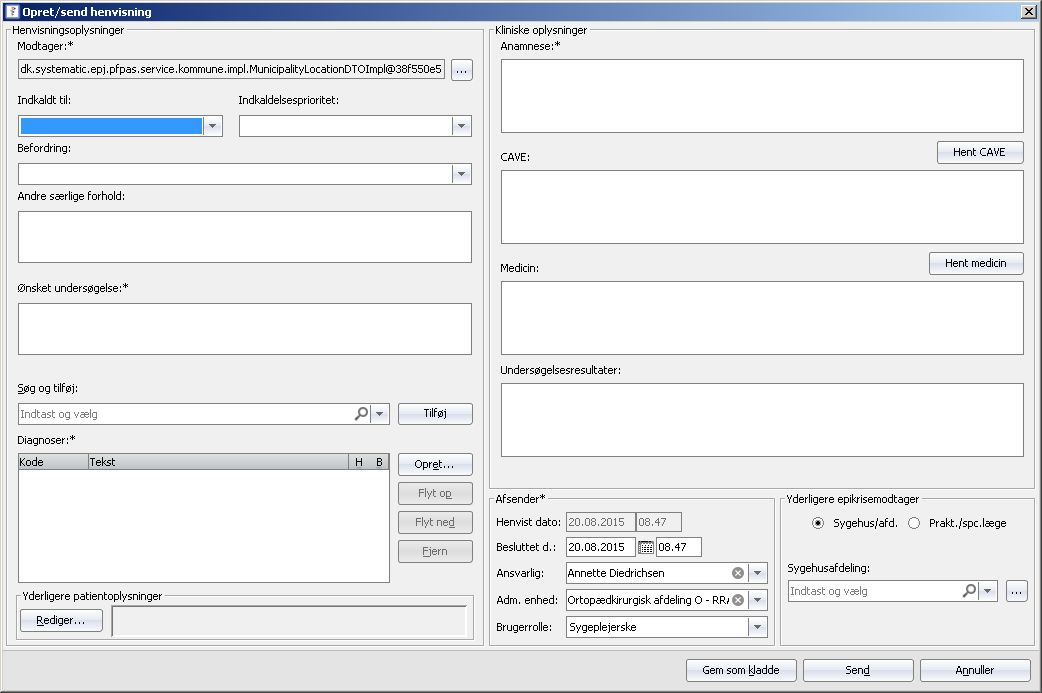 Opret/send henvisning
Henvisningsoplysninger
Modtager:*
dk.systematic.epj.pfpas.service.kommune.impl.MunicipalityLocationDTOImpl@38f550e5
...
Indkaldt til:
Indkaldelsesprioritet:
Befordring:
Andre særlige forhold:
Ønsket undersøgelse:*
Søg og tilføj:
Indtast og vælg
Tilføj
Diagnoser:*
Kode Tekst H B
Opret...
Flyt op
Flyt ned
Fjern
Yderligere patientoplysninger
Rediger...
Kliniske oplysninger
Anamnese:*
Hent CAVE
CAVE:
Hent medicin
Medicin:
Undersøgelsesresultater:
Afsender*
Henvist dato: 20.08.2015 08.47
Besluttet d.: 20.08.2015 08.47
Ansvarlig: Annette Diedrichsen
Adm. enhed: Ortopædkirurgisk afdeling O - RRA
Brugerrolle: Sygeplejerske
Yderligere epikrisemodtager
Sygehus/afd. Prakt./spc.læge
Sygehusafdeling:
Indtast og vælg
...
Gem som kladde Send Annuller